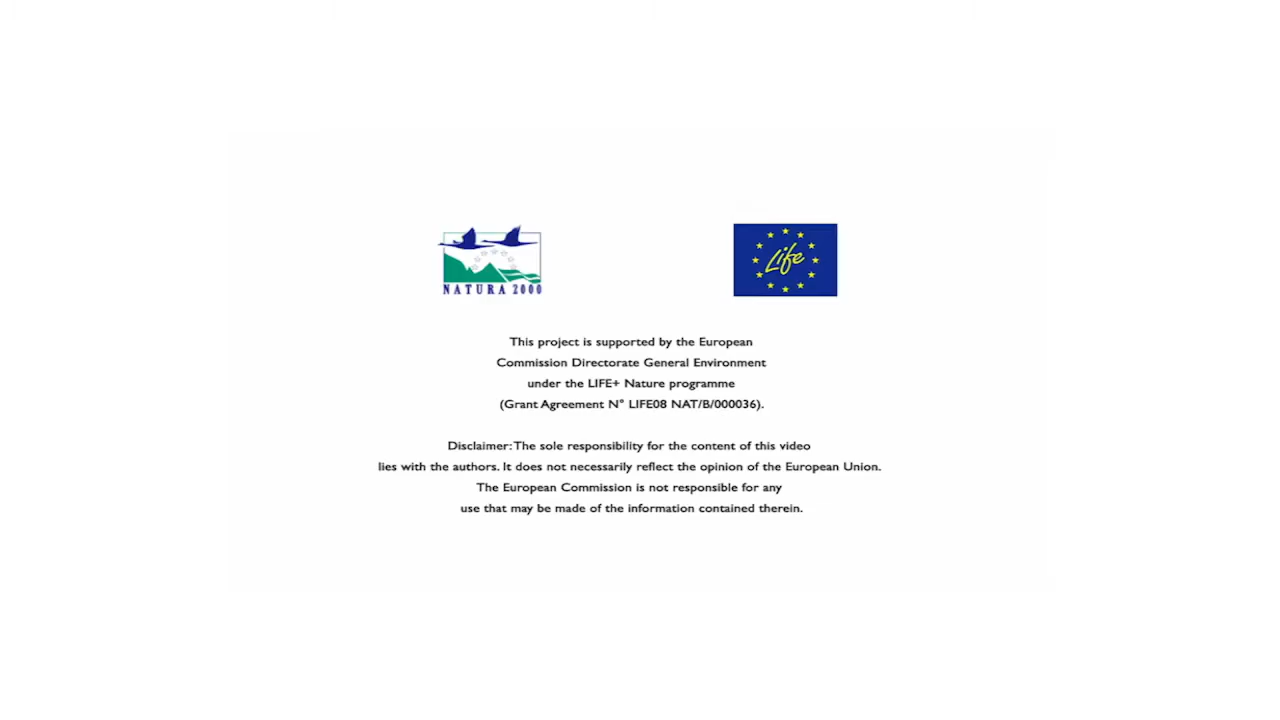 NATURA 2000
Life
This project is supported by the European
Commission Directorate General Environment
under the LIFE+ Nature programme
(Grant Agreement N° LIFE08 NAT/B/000036).
Disclaimer: The sole responsibility for the content of this video
lies with the authors. It does not necessarily reflect the opinion of the European Union.
The European Commission is not responsible for any
use that may be made of the information contained therein.